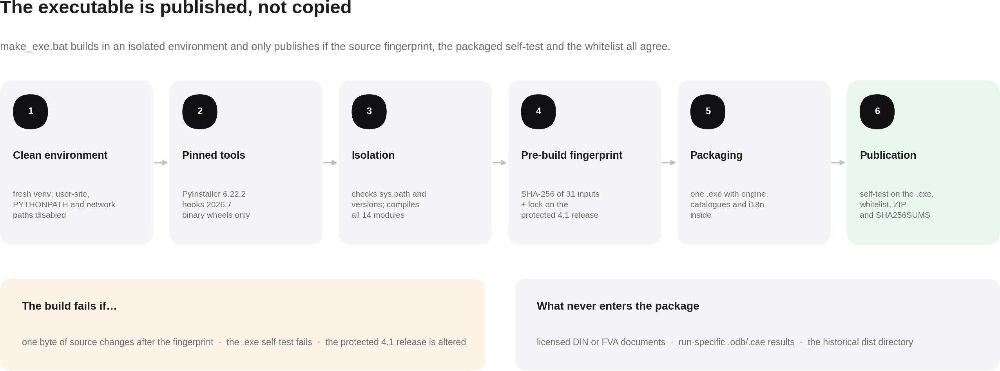 The executable is published, not copied
make_exe.bat builds in an isolated environment and only publishes if the source fingerprint, the packaged self-test and the whitelist all agree.
1
Clean environment
fresh venv; user-site,
PYTHONPATH and network
paths disabled
2
Pinned tools
PyInstaller 6.22.2
hooks 2026.7
binary wheels only
3
Isolation
checks sys.path and
versions; compiles
all 14 modules
4
Pre-build fingerprint
SHA-256 of 31 inputs
+ lock on the
protected 4.1 release
5
Packaging
one .exe with engine,
catalogues and i18n
inside
6
Publication
self-test on the .exe,
whitelist, ZIP
and SHA256SUMS
The build fails if…
one byte of source changes after the fingerprint · the .exe self-test fails · the protected 4.1 release is altered
What never enters the package
licensed DIN or FVA documents · run-specific .odb/.cae results · the historical dist directory